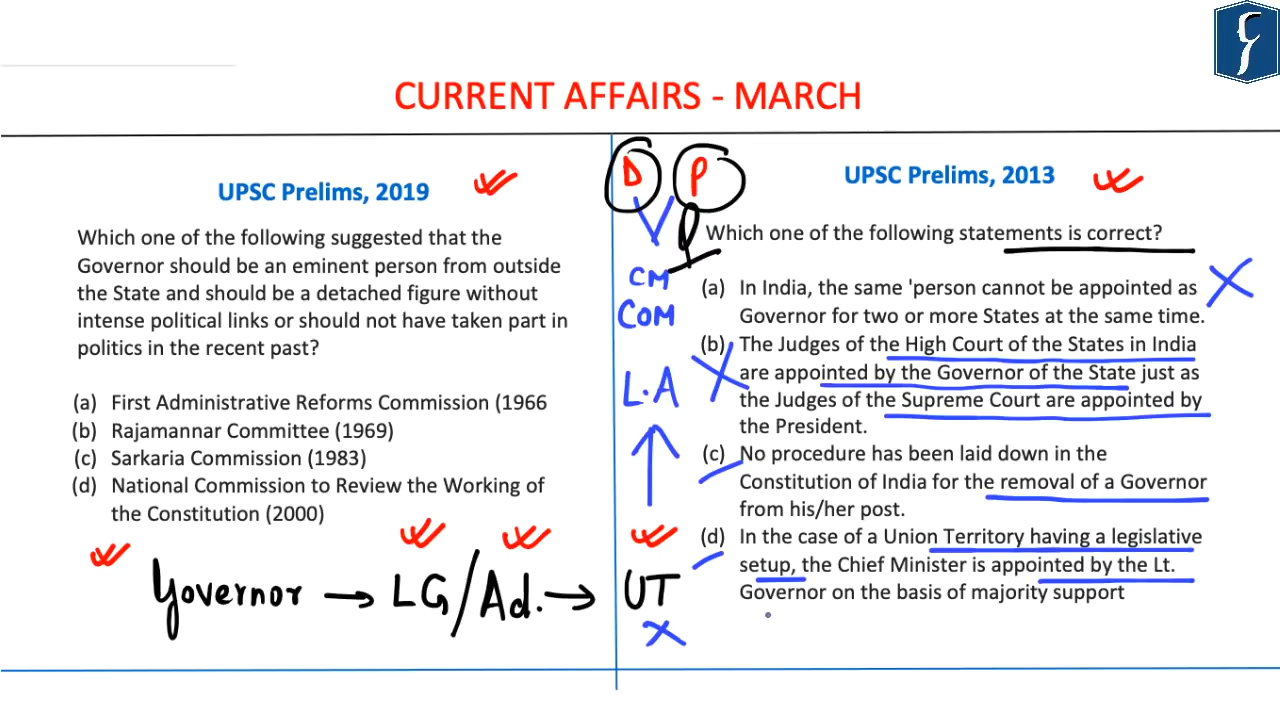 CURRENT AFFAIRS - MARCH
UPSC Prelims, 2019
Which one of the following suggested that the
Governor should be an eminent person from outside
the State and should be a detached figure without
intense political links or should not have taken part in
politics in the recent past?
(a) First Administrative Reforms Commission (1966
(b) Rajamannar Committee (1969)
(c) Sarkaria Commission (1983)
(d) National Commission to Review the Working of
the Constitution (2000)
Governor → LG/Ad. → UT
D P
CM
COM
L.A
UPSC Prelims, 2013
Which one of the following statements is correct?
(a) In India, the same 'person cannot be appointed as
Governor for two or more States at the same time.
(b) The Judges of the High Court of the States in India
are appointed by the Governor of the State just as
the Judges of the Supreme Court are appointed by
the President.
(c) No procedure has been laid down in the
Constitution of India for the removal of a Governor
from his/her post.
(d) In the case of a Union Territory having a legislative
setup, the Chief Minister is appointed by the Lt.
Governor on the basis of majority support